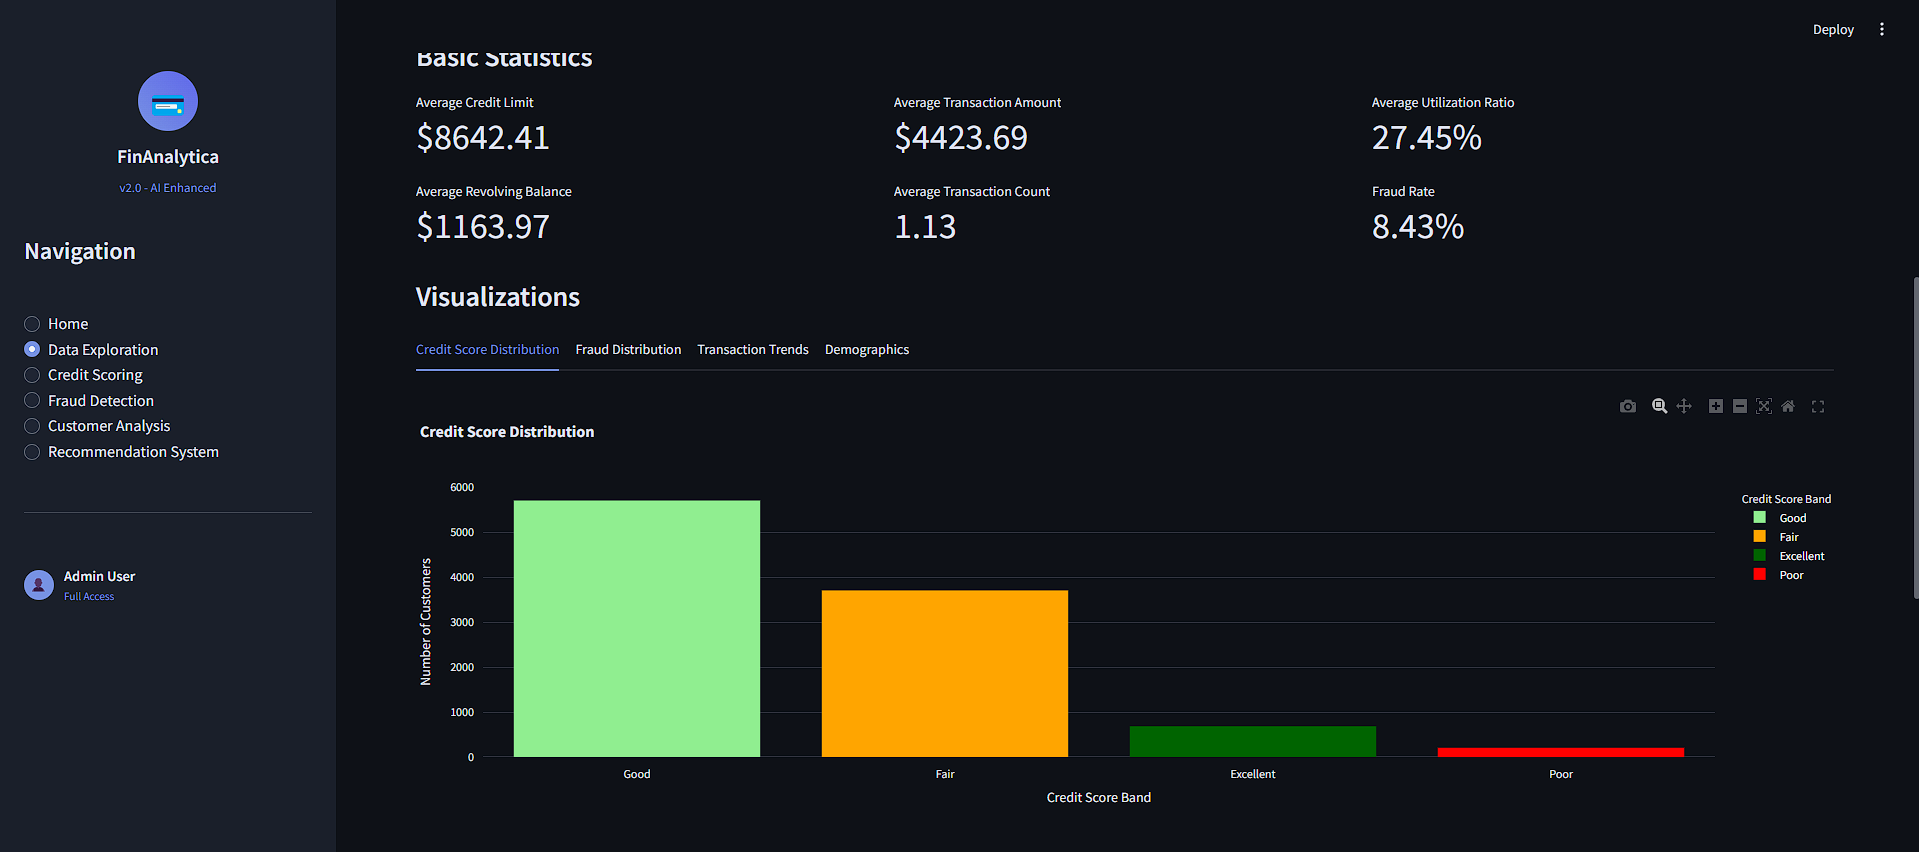 Deploy
FinAnalytica
v2.0 - AI Enhanced
Navigation
Home
Data Exploration
Credit Scoring
Fraud Detection
Customer Analysis
Recommendation System
Admin User
Full Access
Basic Statistics
Average Credit Limit
$8642.41
Average Transaction Amount
$4423.69
Average Utilization Ratio
27.45%
Average Revolving Balance
$1163.97
Average Transaction Count
1.13
Fraud Rate
8.43%
Visualizations
Credit Score Distribution Fraud Distribution Transaction Trends Demographics
Credit Score Distribution
Number of Customers
6000
5000
4000
3000
2000
1000
0
Good Fair Excellent Poor
Credit Score Band
Credit Score Band
Good
Fair
Excellent
Poor